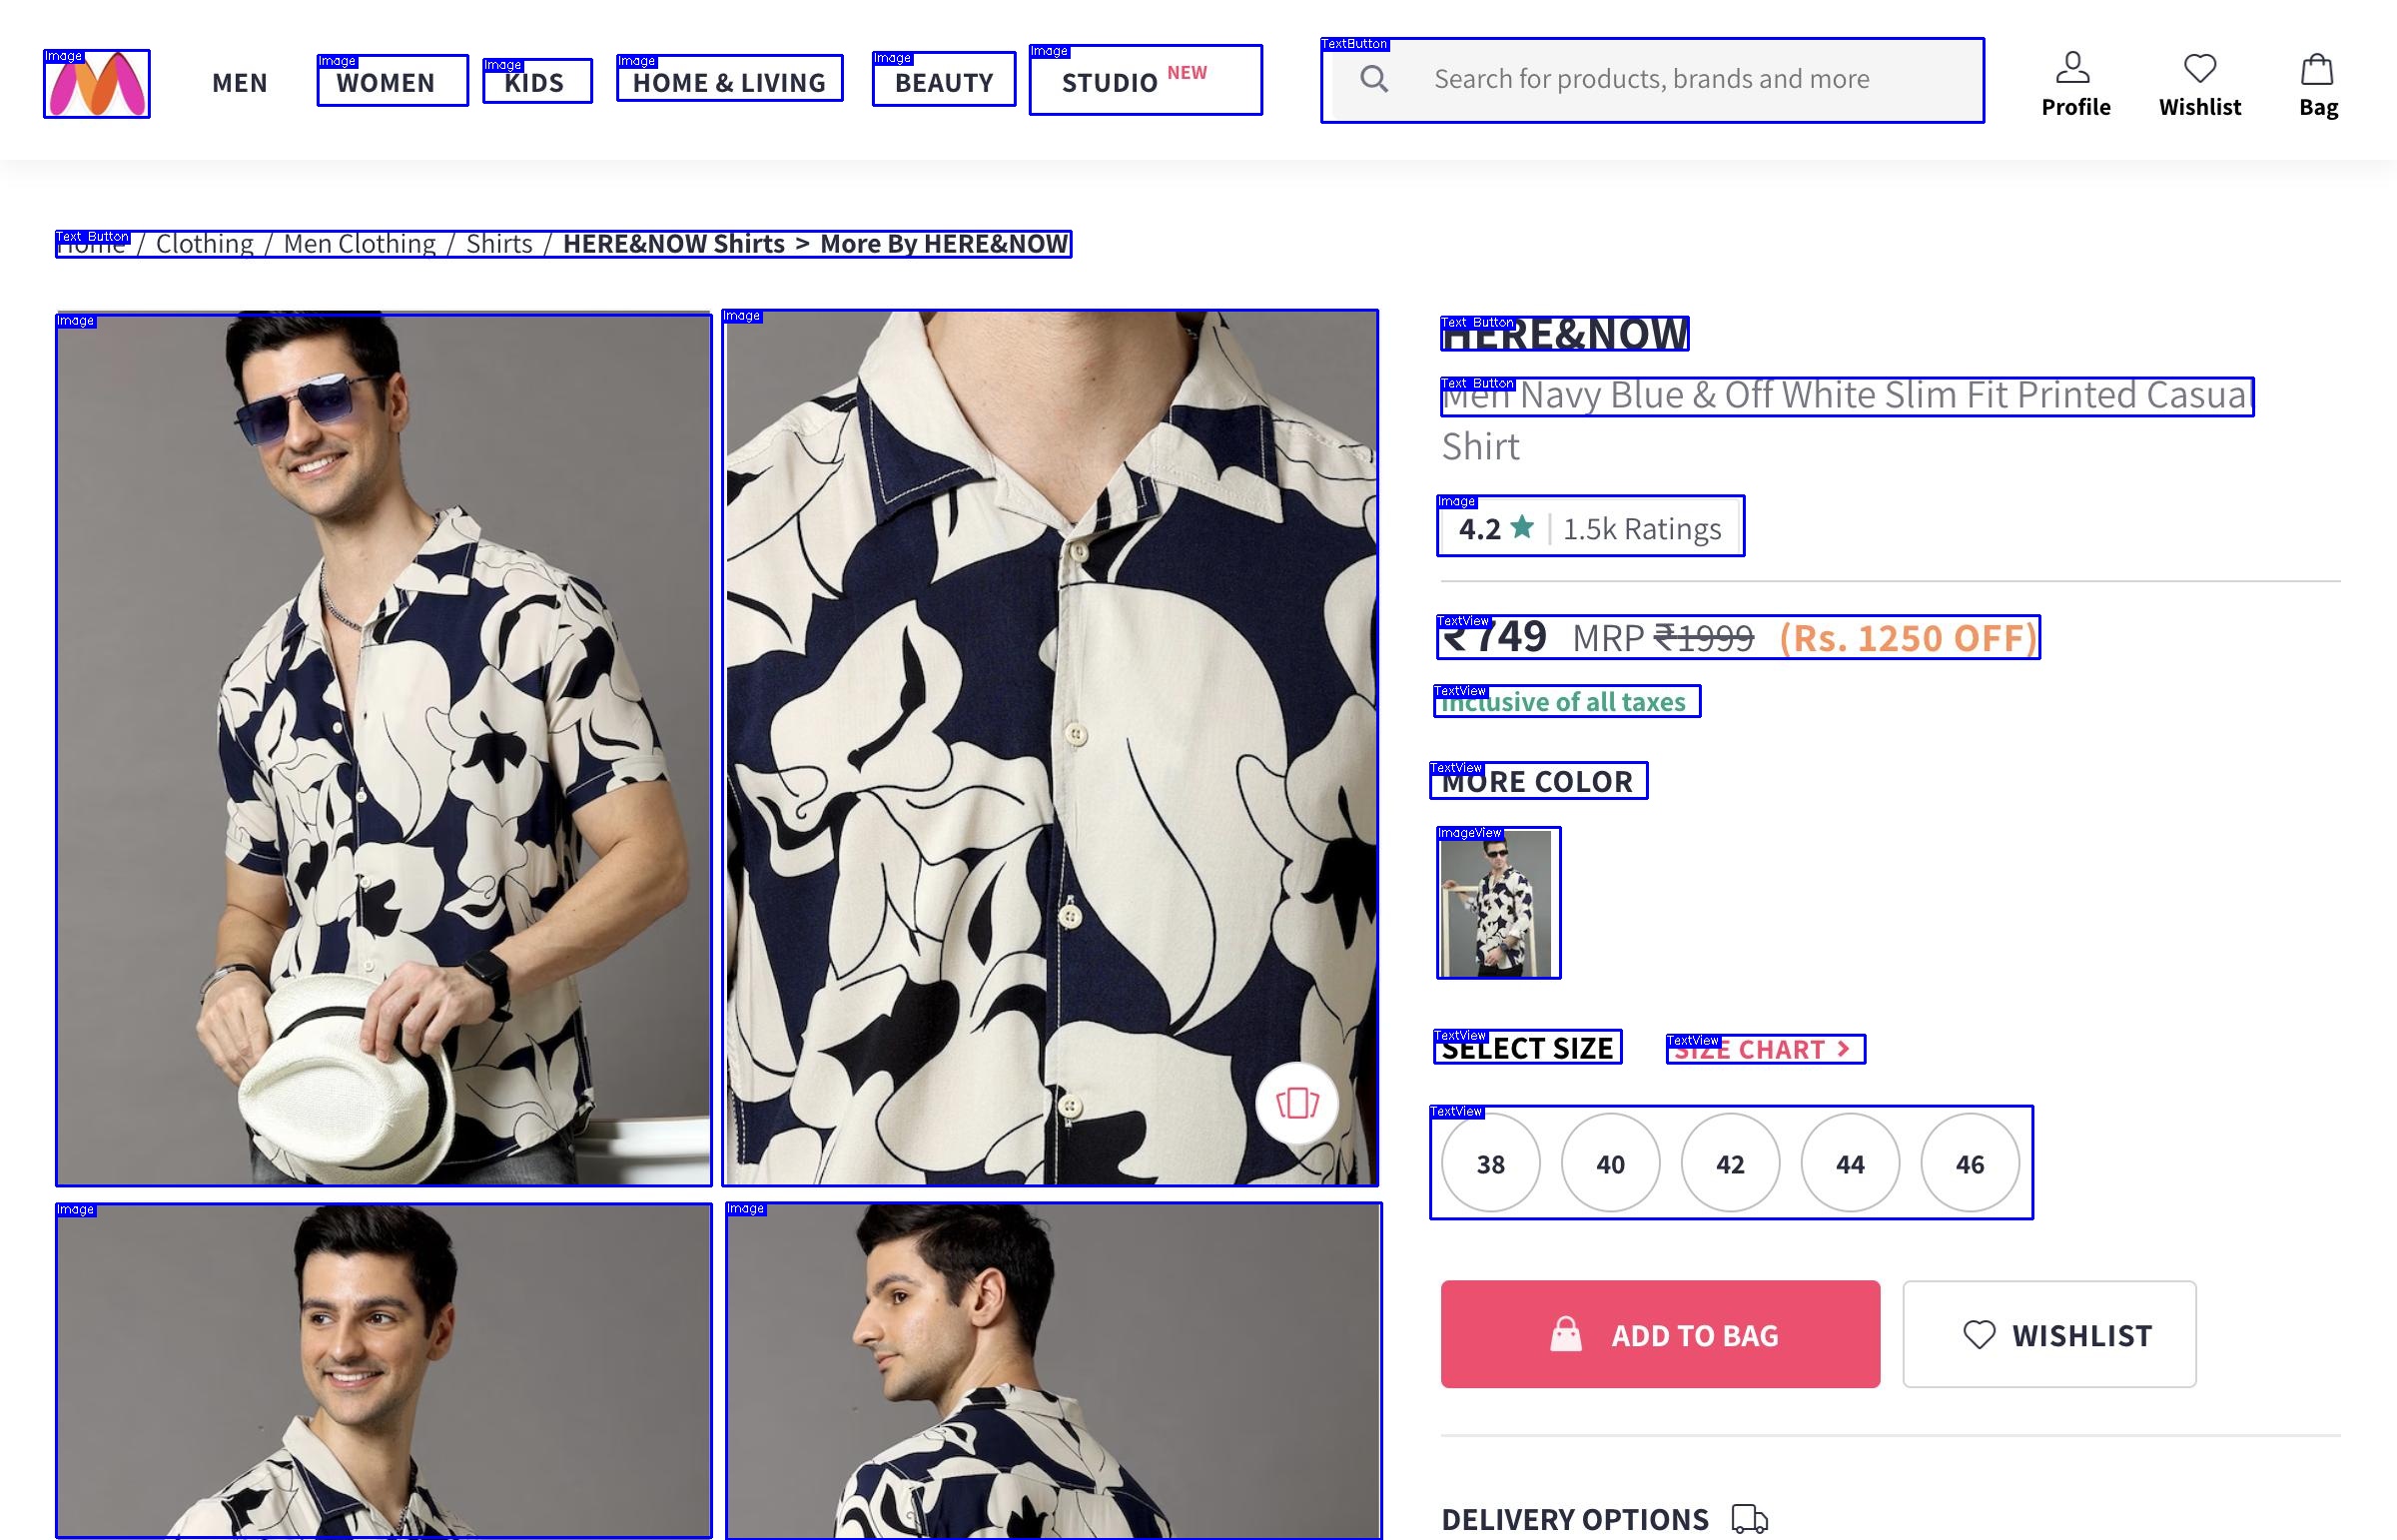 Image
MEN
Image
WOMEN
Image
KIDS
Image
HOME & LIVING
Image
BEAUTY
Image
STUDIO NEW
TextButton
Search for products, brands and more
Profile
Wishlist
Bag
Text Button
Home / Clothing / Men Clothing / Shirts / HERE&NOW Shirts > More By HERE&NOW
Image
Image
Image
Image
Text Button
HERE&NOW
Text Button
Men Navy Blue & Off White Slim Fit Printed Casual
Shirt
Image
4.2 ★ | 1.5k Ratings
TextView
₹749 MRP ₹1999 (Rs. 1250 OFF)
TextView
inclusive of all taxes
TextView
MORE COLOR
ImageView
TextView
SELECT SIZE
TextView
SIZE CHART >
TextView
38 40 42 44 46
ADD TO BAG
WISHLIST
DELIVERY OPTIONS